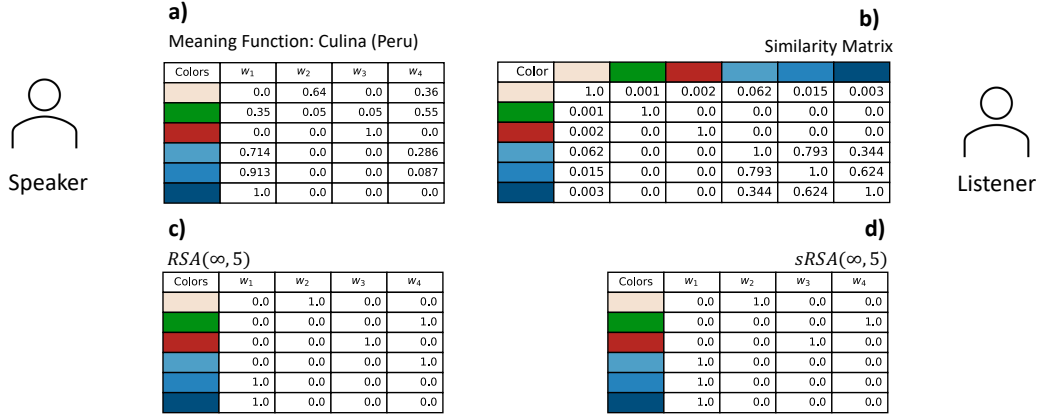 a)
Meaning Function: Culina (Peru)
Colors w₁ w₂ w₃ w₄
0.0 0.64 0.0 0.36
0.35 0.05 0.05 0.55
0.0 0.0 1.0 0.0
0.714 0.0 0.0 0.286
0.913 0.0 0.0 0.087
1.0 0.0 0.0 0.0
Speaker
b)
Similarity Matrix
Color
1.0 0.001 0.002 0.062 0.015 0.003
0.001 1.0 0.0 0.0 0.0 0.0
0.002 0.0 1.0 0.0 0.0 0.0
0.062 0.0 0.0 1.0 0.793 0.344
0.015 0.0 0.0 0.793 1.0 0.624
0.003 0.0 0.0 0.344 0.624 1.0
Listener
c)
RSA(∞, 5)
Colors w₁ w₂ w₃ w₄
0.0 1.0 0.0 0.0
0.0 0.0 0.0 1.0
0.0 0.0 1.0 0.0
0.0 0.0 0.0 1.0
1.0 0.0 0.0 0.0
1.0 0.0 0.0 0.0
d)
sRSA(∞, 5)
Colors w₁ w₂ w₃ w₄
0.0 1.0 0.0 0.0
0.0 0.0 0.0 1.0
0.0 0.0 1.0 0.0
1.0 0.0 0.0 0.0
1.0 0.0 0.0 0.0
1.0 0.0 0.0 0.0